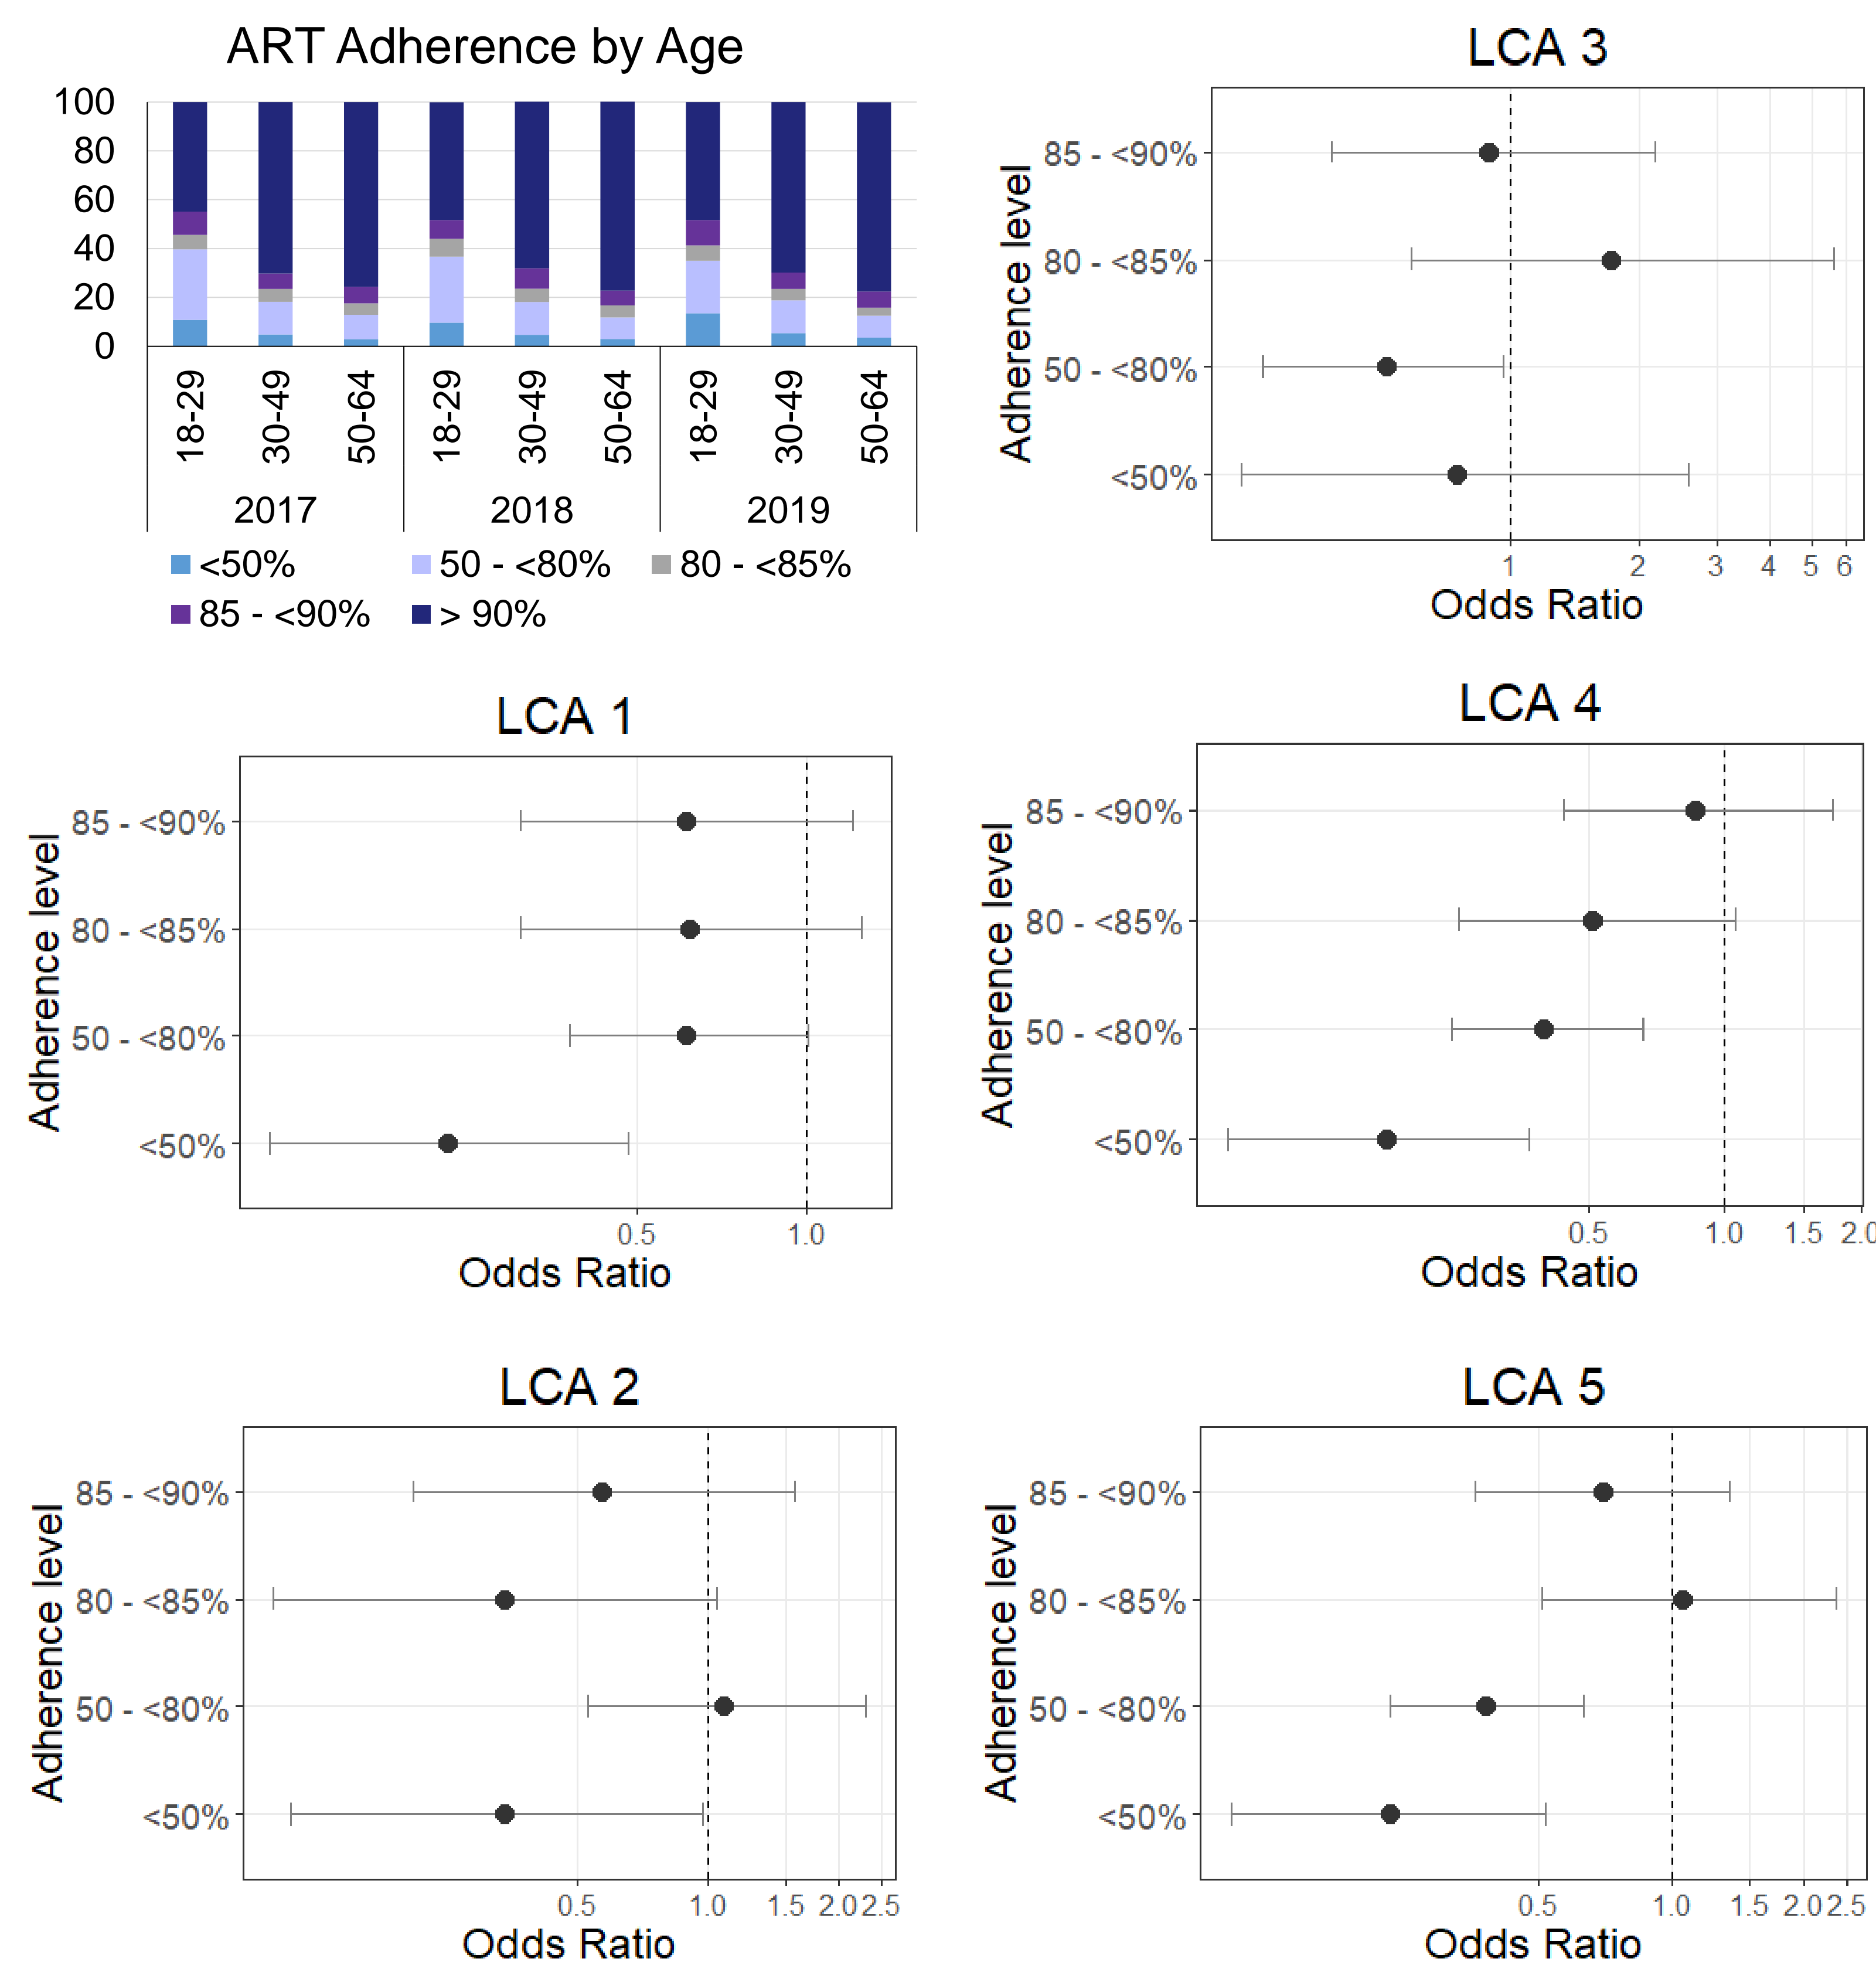 ART Adherence by Age
100
80
60
40
20
0
18-29
30-49
50-64
18-29
30-49
50-64
18-29
30-49
50-64
2017
2018
2019
<50%
50 - <80%
80 - <85%
85 - <90%
> 90%
LCA 3
Adherence level
85 - <90%
80 - <85%
50 - <80%
<50%
1
2
3
4
5
6
Odds Ratio
LCA 1
Adherence level
85 - <90%
80 - <85%
50 - <80%
<50%
0.5
1.0
Odds Ratio
LCA 4
Adherence level
85 - <90%
80 - <85%
50 - <80%
<50%
0.5
1.0
1.5
2.0
Odds Ratio
LCA 2
Adherence level
85 - <90%
80 - <85%
50 - <80%
<50%
0.5
1.0
1.5
2.0
2.5
Odds Ratio
LCA 5
Adherence level
85 - <90%
80 - <85%
50 - <80%
<50%
0.5
1.0
1.5
2.0
2.5
Odds Ratio